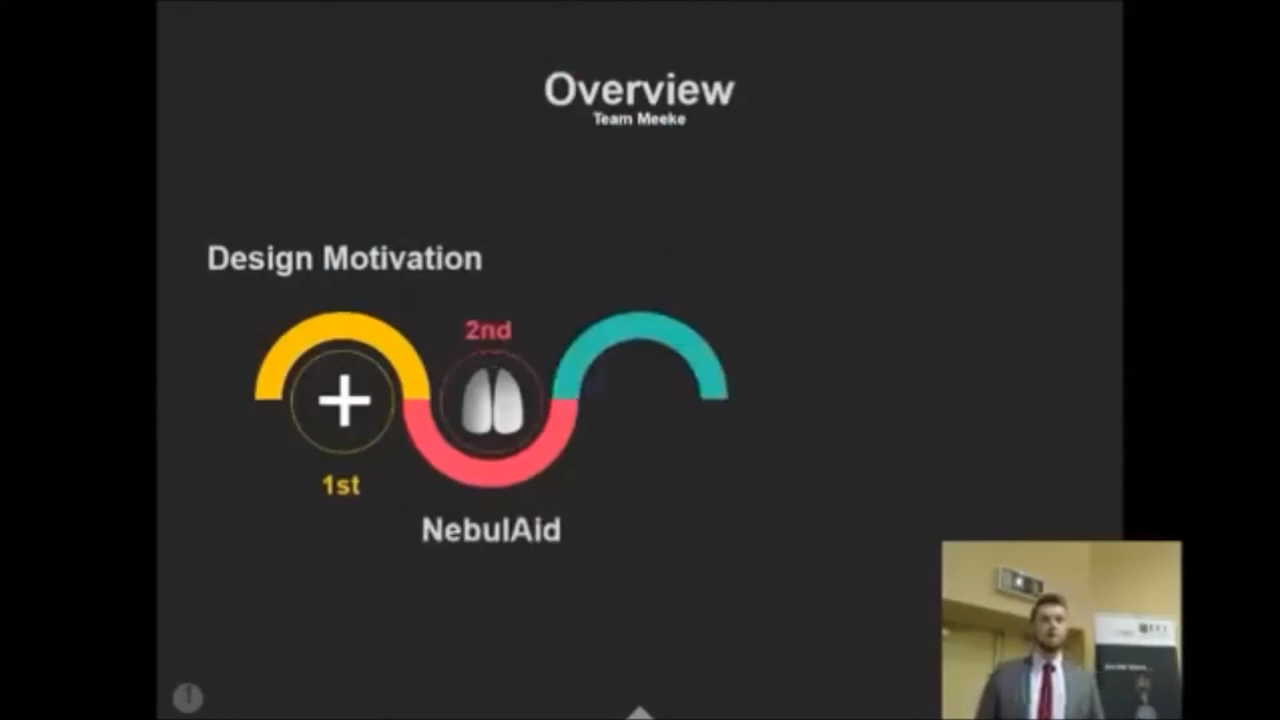 Overview
Team Meeke
Design Motivation
2nd
1st
NebulAid